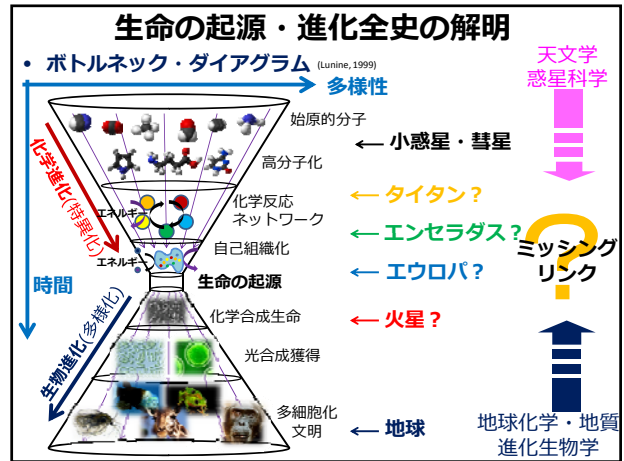 生命の起源・進化全史の解明
• ボトルネック・ダイアグラム (Lunine, 1999)
多様性
天文学
惑星科学
始原的分子
← 小惑星・彗星
高分子化
化学進化(特異化)
化学反応
ネットワーク
エネルギー
← タイタン？
自己組織化
← エンセラダス？
エネルギー
生命の起源
← エウロパ？
?
ミッシング
リンク
時間
化学合成生命
← 火星？
生物進化(多様化)
光合成獲得
多細胞化
文明
← 地球
地球化学・地質
進化生物学